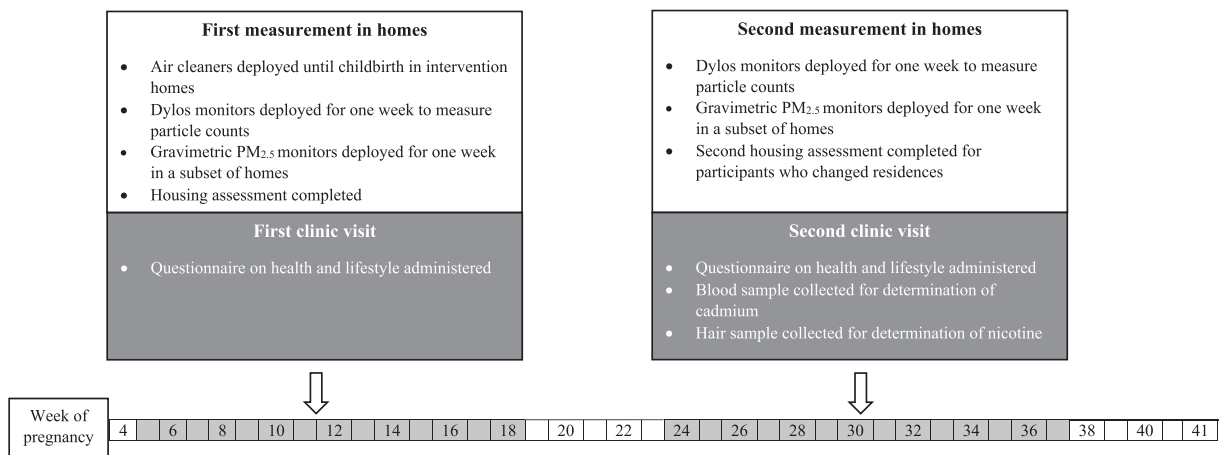 First measurement in homes
• Air cleaners deployed until childbirth in intervention
homes
• Dylos monitors deployed for one week to measure
particle counts
• Gravimetric PM2.5 monitors deployed for one week
in a subset of homes
• Housing assessment completed
First clinic visit
• Questionnaire on health and lifestyle administered
Second measurement in homes
• Dylos monitors deployed for one week to measure
particle counts
• Gravimetric PM2.5 monitors deployed for one week
in a subset of homes
• Second housing assessment completed for
participants who changed residences
Second clinic visit
• Questionnaire on health and lifestyle administered
• Blood sample collected for determination of
cadmium
• Hair sample collected for determination of nicotine
Week of
pregnancy
4 6 8 10 12 14 16 18 20 22 24 26 28 30 32 34 36 38 40 41